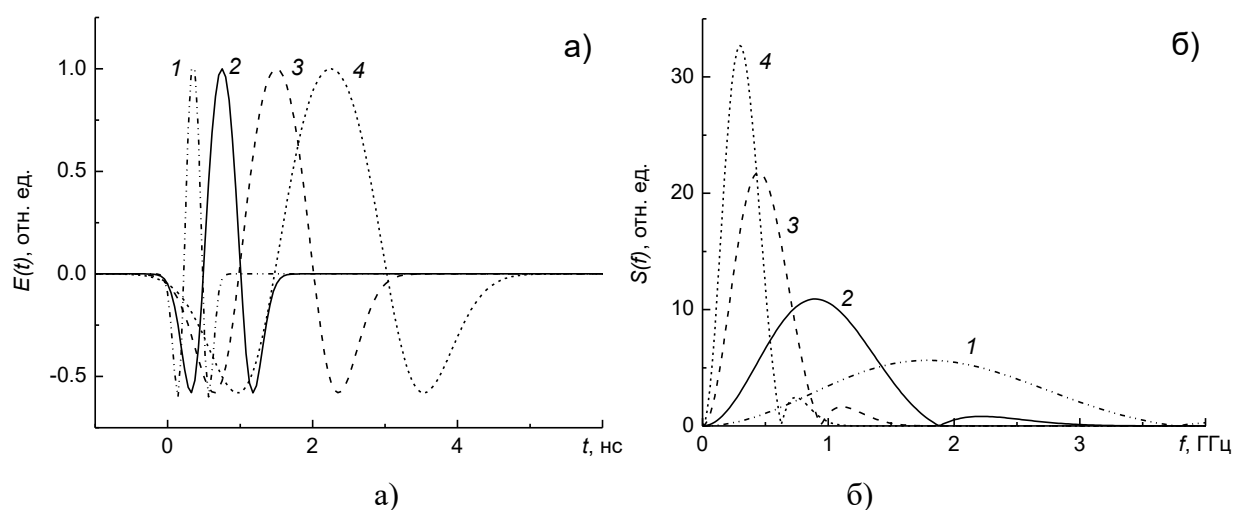 а)
1 2 3 4
1.0
0.5
0.0
-0.5
E(t), отн. ед.
0 2 4 t, нс
а)
б)
4
30
3
20
2
10
1
0
S(f), отн. ед.
0 1 2 3 f, ГГц
б)